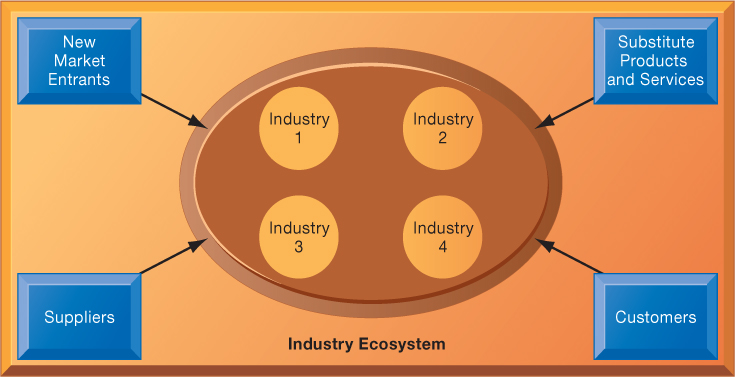 New
Market
Entrants
Substitute
Products
and Services
Industry
1
Industry
2
Industry
3
Industry
4
Suppliers
Customers
Industry Ecosystem